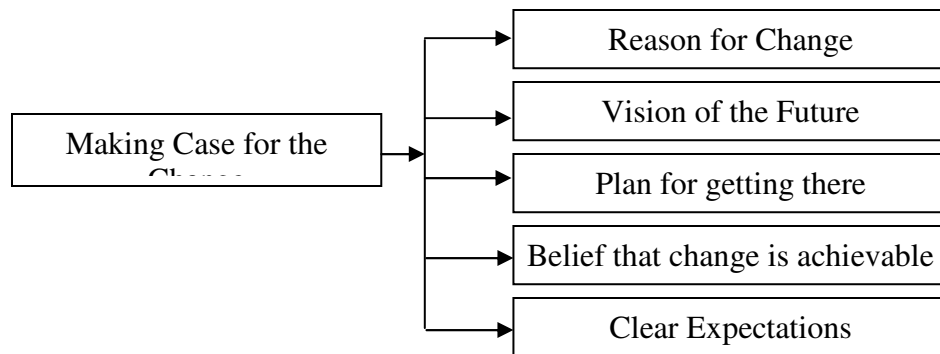 Reason for Change
Vision of the Future
Making Case for the
Change
Plan for getting there
Belief that change is achievable
Clear Expectations